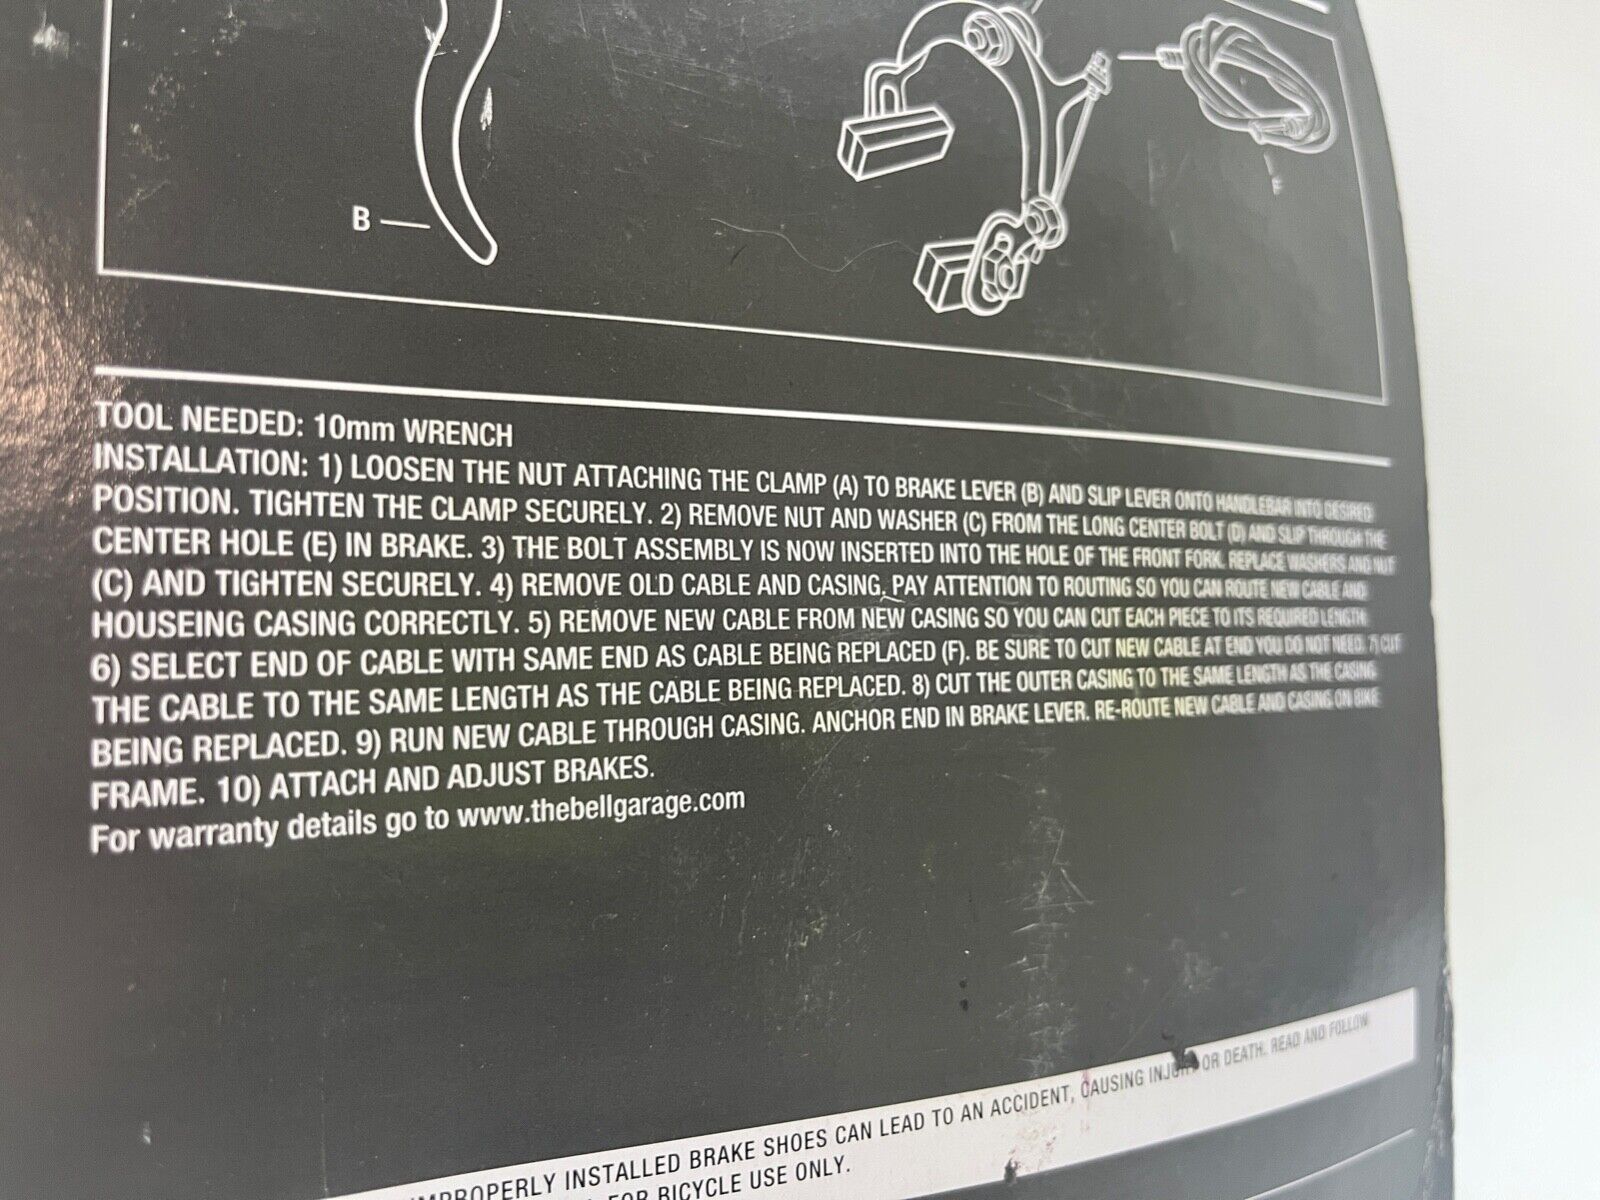 B
TOOL NEEDED: 10mm WRENCH
INSTALLATION: 1) LOOSEN THE NUT ATTACHING THE CLAMP (A) TO BRAKE LEVER (B) AND SLIP LEVER ONTO HANDLEBAR INTO DESIRED
POSITION. TIGHTEN THE CLAMP SECURELY. 2) REMOVE NUT AND WASHER (C) FROM THE LONG CENTER BOLT (D) AND SLIP THROUGH THE
CENTER HOLE (E) IN BRAKE. 3) THE BOLT ASSEMBLY IS NOW INSERTED INTO THE HOLE OF THE FRONT FORK. REPLACE WASHERS AND NUT
(C) AND TIGHTEN SECURELY. 4) REMOVE OLD CABLE AND CASING. PAY ATTENTION TO ROUTING SO YOU CAN ROUTE NEW CABLE AND
HOUSEING CASING CORRECTLY. 5) REMOVE NEW CABLE FROM NEW CASING SO YOU CAN CUT EACH PIECE TO ITS REQUIRED LENGTH
6) SELECT END OF CABLE WITH SAME END AS CABLE BEING REPLACED (F). BE SURE TO CUT NEW CABLE AT END YOU DO NOT NEED. 7) CUT
THE CABLE TO THE SAME LENGTH AS THE CABLE BEING REPLACED. 8) CUT THE OUTER CASING TO THE SAME LENGTH AS THE CASING
BEING REPLACED. 9) RUN NEW CABLE THROUGH CASING. ANCHOR END IN BRAKE LEVER. RE-ROUTE NEW CABLE AND CASING ON BIKE
FRAME. 10) ATTACH AND ADJUST BRAKES.
For warranty details go to www.thebellgarage.com
IMPROPERLY INSTALLED BRAKE SHOES CAN LEAD TO AN ACCIDENT, CAUSING INJURY OR DEATH. READ AND FOLLOW
FOR BICYCLE USE ONLY.